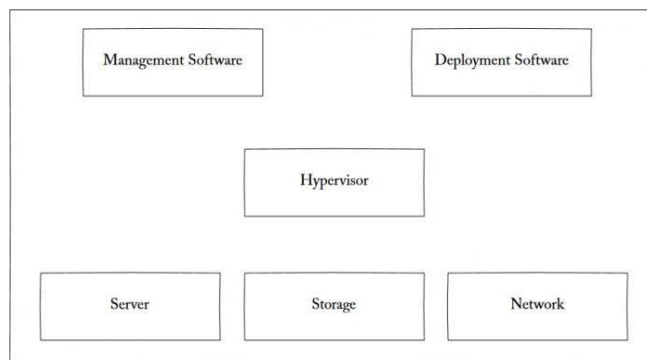 Management Software
Deployment Software
Hypervisor
Server
Storage
Network